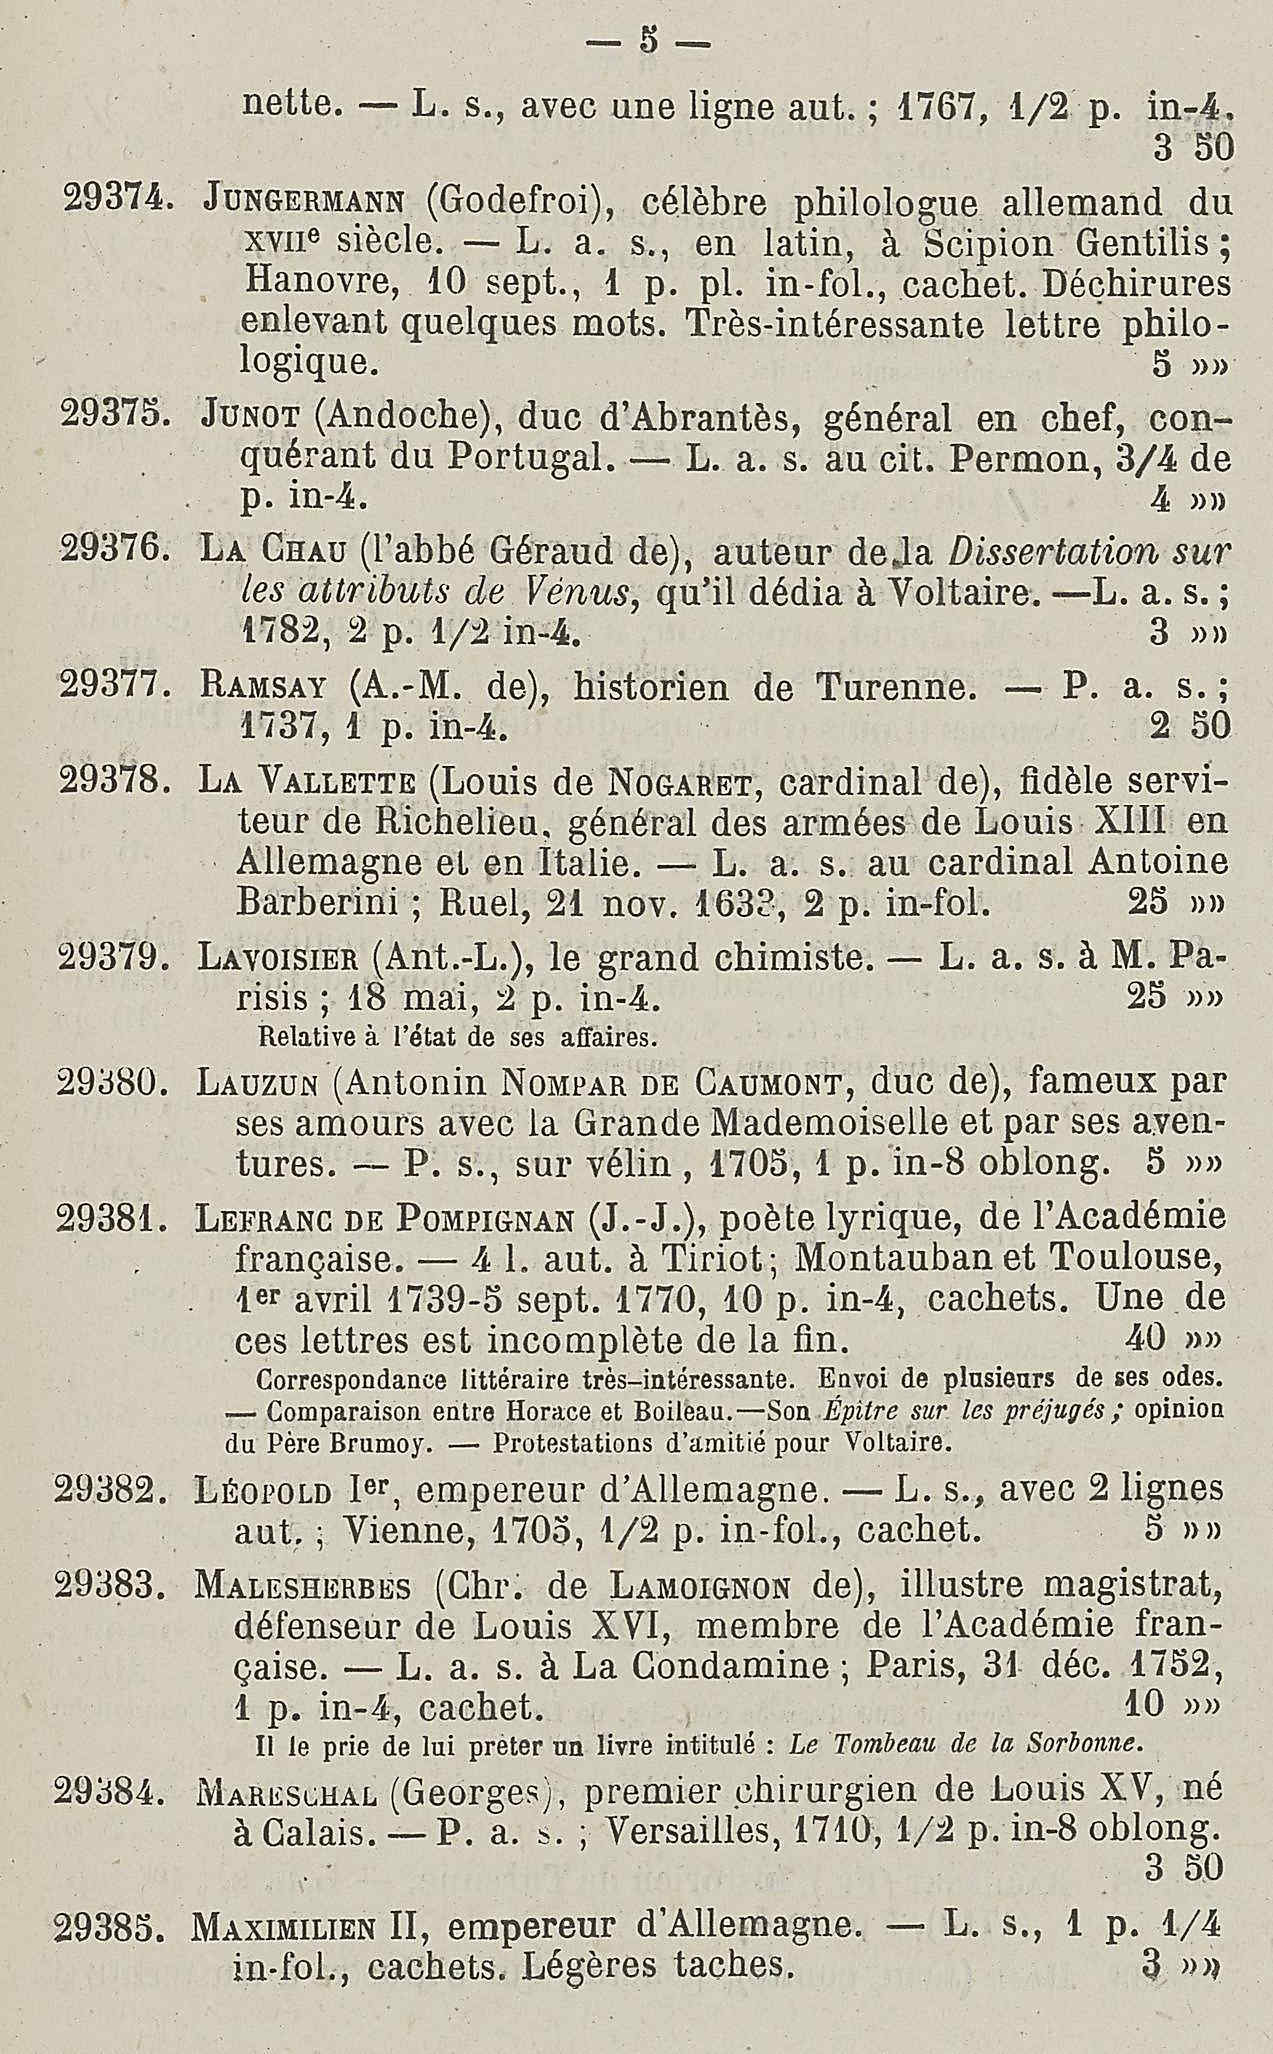 — 5 —
nette. — L. s., avec une ligne aut. ; 1767, 1/2 p. in-4.
3 50
29374. JUNGERMANN (Godefroi), célèbre philologue allemand du
XVIIe siècle. — L. a. s., en latin, à Scipion Gentilis ;
Hanovre, 10 sept., 1 p. pl. in-fol., cachet. Déchirures
enlevant quelques mots. Très-intéressante lettre philo-
logique. 5 »»
29375. JUNOT (Andoche), duc d'Abrantès, général en chef, con-
quérant du Portugal. — L. a. s. au cit. Permon, 3/4 de
p. in-4. 4 »»
29376. LA CHAU (l'abbé Géraud de), auteur de la Dissertation sur
les attributs de Vénus, qu'il dédia à Voltaire. —L. a. s. ;
1782, 2 p. 1/2 in-4. 3 »»
29377. RAMSAY (A.-M. de), historien de Turenne. — P. a. s. ;
1737, 1 p. in-4. 2 50
29378. LA VALLETTE (Louis de NOGARET, cardinal de), fidèle servi-
teur de Richelieu, général des armées de Louis XIII en
Allemagne et en Italie. — L. a. s. au cardinal Antoine
Barberini ; Ruel, 21 nov. 2 p. in-fol. 25 »»
29379. LAVOISIER (Ant.-L.), le grand chimiste. — L. a. s. à M. Pa-
risis ; 18 mai, 2 p. in-4. 25 »»
Relative à l'état de ses affaires.
29380. LAUZUN (Antonin NOMPAR DE CAUMONT, duc de), fameux par
ses amours avec la Grande Mademoiselle et par ses aven-
tures. — P. s., sur vélin, 1705, 1 p. in-8 oblong. 5 »»
29381. LEFRANC DE POMPIGNAN (J.-J.), poète lyrique, de l'Académie
française. — 4 l. aut. à Tiriot; Montauban et Toulouse,
1er avril 1739-5 sept. 1770, 10 p. in-4, cachets. Une de
ces lettres est incomplète de la fin. 40 »»
Correspondance littéraire très-intéressante. Envoi de plusieurs de ses odes.
— Comparaison entre Horace et Boileau.—Son Épitre sur les préjugés ; opinion
du Père Brumoy. — Protestations d'amitié pour Voltaire.
29382. LÉOPOLD Ier, empereur d'Allemagne. — L. s., avec 2 lignes
aut. ; Vienne, 1705, 1/2 p. in-fol., cachet. 5 »»
29383. MALESHERBES (Chr. de LAMOIGNON de), illustre magistrat,
défenseur de Louis XVI, membre de l'Académie fran-
çaise. — L. a. s. à La Condamine ; Paris, 31 déc. 1752,
1 p. in-4, cachet. 10 »»
Il le prie de lui prêter un livre intitulé : Le Tombeau de la Sorbonne.
29384. MARESCHAL (Georges), premier chirurgien de Louis XV, né
à Calais. — P. a. s. ; Versailles, 1710, 1/2 p. in-8 oblong.
3 50
29385. MAXIMILIEN II, empereur d'Allemagne. — L. s., 1 p. 1/4
in-fol., cachets. Légères taches. 3 »»